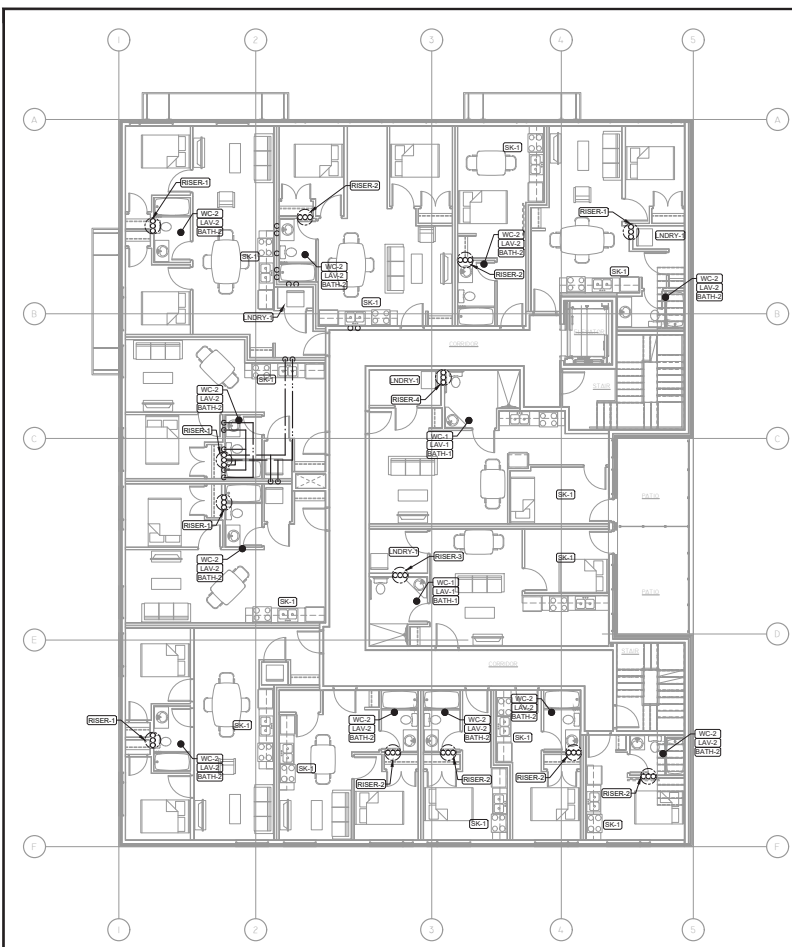 1 2 3 4 5
A A
SK-1
RISER-1
RISER-2
WC-2
LAV-2
BATH-2
RISER-1
LNDRY-1
WC-2
LAV-2
BATH-2
SK-1
WC-2
LAV-2
BATH-2
RISER-2
SK-1
WC-2
LAV-2
BATH-2
SK-1
B B
LNDRY-1
CORRIDOR
SK-1
LNDRY-1
STAIR
WC-2
LAV-2
BATH-2
RISER-4
C C
RISER-1
WC-1
LAV-1
BATH-1
SK-1
PATIO
RISER-1
LNDRY-1
RISER-3
SK-1
WC-2
LAV-2
BATH-2
WC-1
LAV-1
BATH-1
PATIO
SK-1
E D
STAIR
CORRIDOR
WC-2
LAV-2
BATH-2
WC-2
LAV-2
BATH-2
WC-2
LAV-2
BATH-2
RISER-1
SK-1
SK-1
WC-2
LAV-2
BATH-2
WC-2
LAV-2
BATH-2
SK-1
RISER-2
RISER-2
RISER-2
RISER-2
SK-1
SK-1
F F
1 2 3 4 5